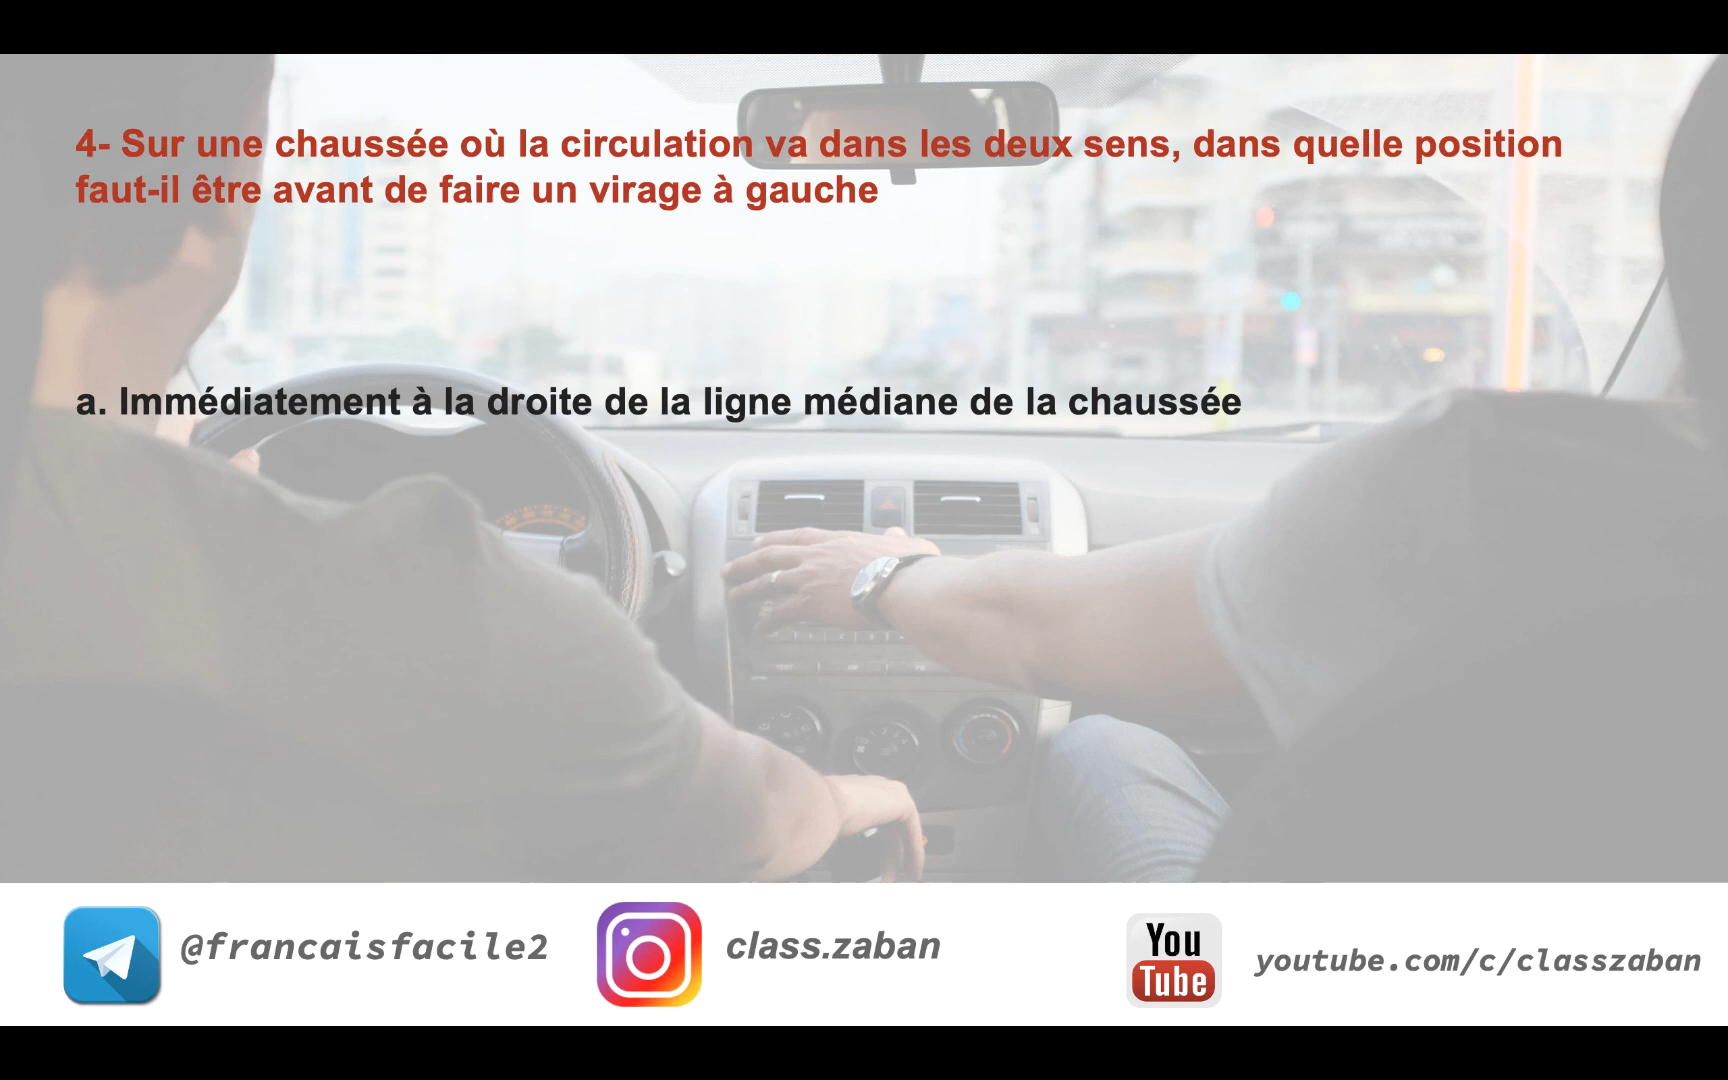 4- Sur une chaussée où la circulation va dans les deux sens, dans quelle position
faut-il être avant de faire un virage à gauche
a. Immédiatement à la droite de la ligne médiane de la chaussée
@francaisfacile2
class.zaban
You
Tube
youtube.com/c/classzaban